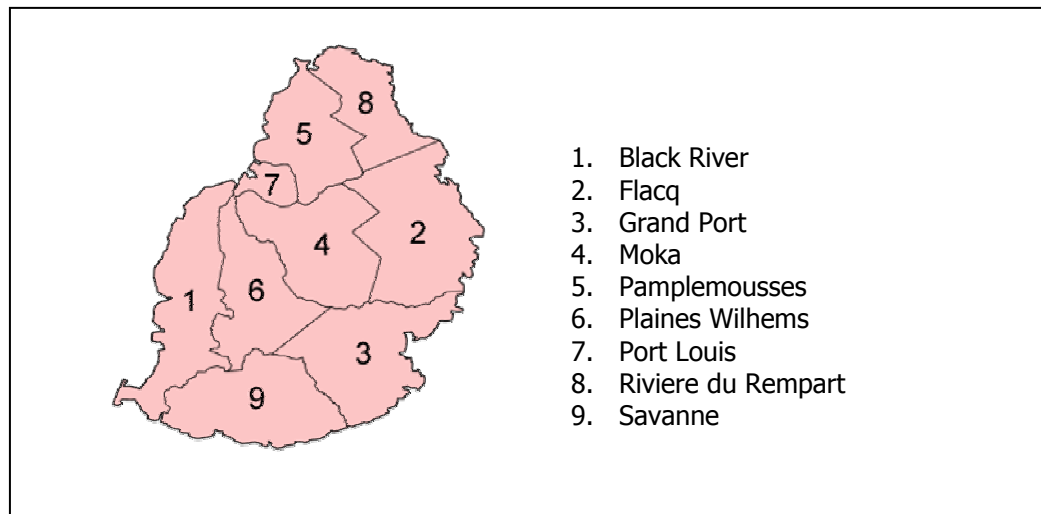 8
5
7
2
4
6
1
3
9
1. Black River
2. Flacq
3. Grand Port
4. Moka
5. Pamplemousses
6. Plaines Wilhems
7. Port Louis
8. Riviere du Rempart
9. Savanne